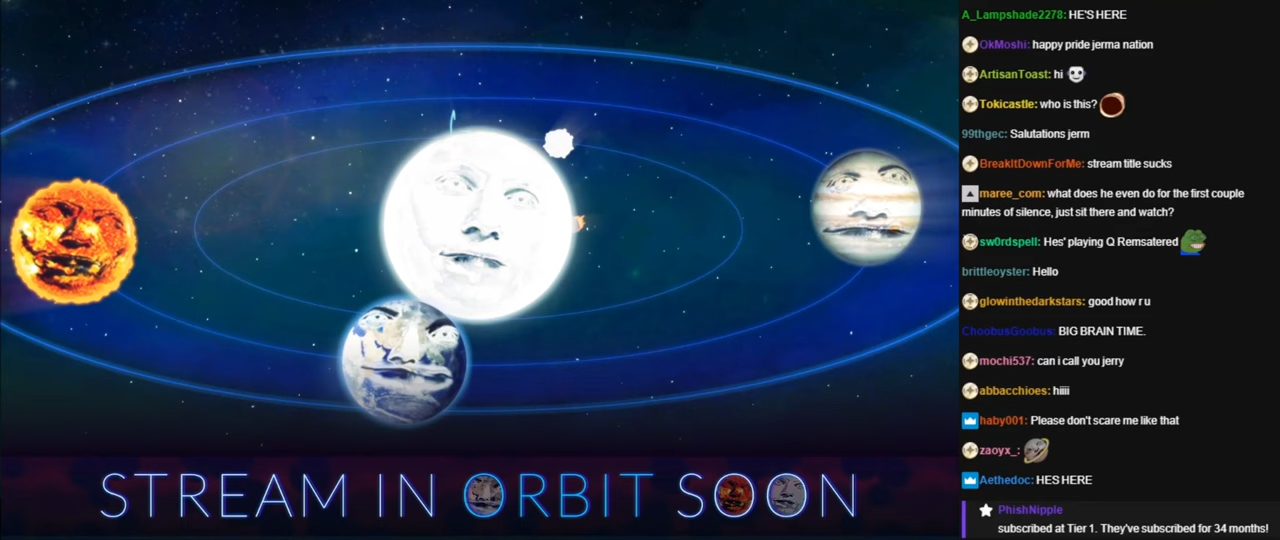 STREAM IN ORBIT SOON
A_Lampshade2278: HE'S HERE
OkMoshi: happy pride jerma nation
ArtisanToast: hi
Tokicastle: who is this?
99thgec: Salutations jerm
BreakItDownForMe: stream title sucks
maree_com: what does he even do for the first couple
minutes of silence, just sit there and watch?
sw0rdspell: Hes' playing Q Remsatered
brittleoyster: Hello
glowinthedarkstars: good how r u
ChoobusGoobus: BIG BRAIN TIME.
mochi537: can i call you jerry
abbacchioes: hiiii
haby001: Please don't scare me like that
zaoyx_:
Aethedoc: HES HERE
PhishNipple
subscribed at Tier 1. They've subscribed for 34 months!